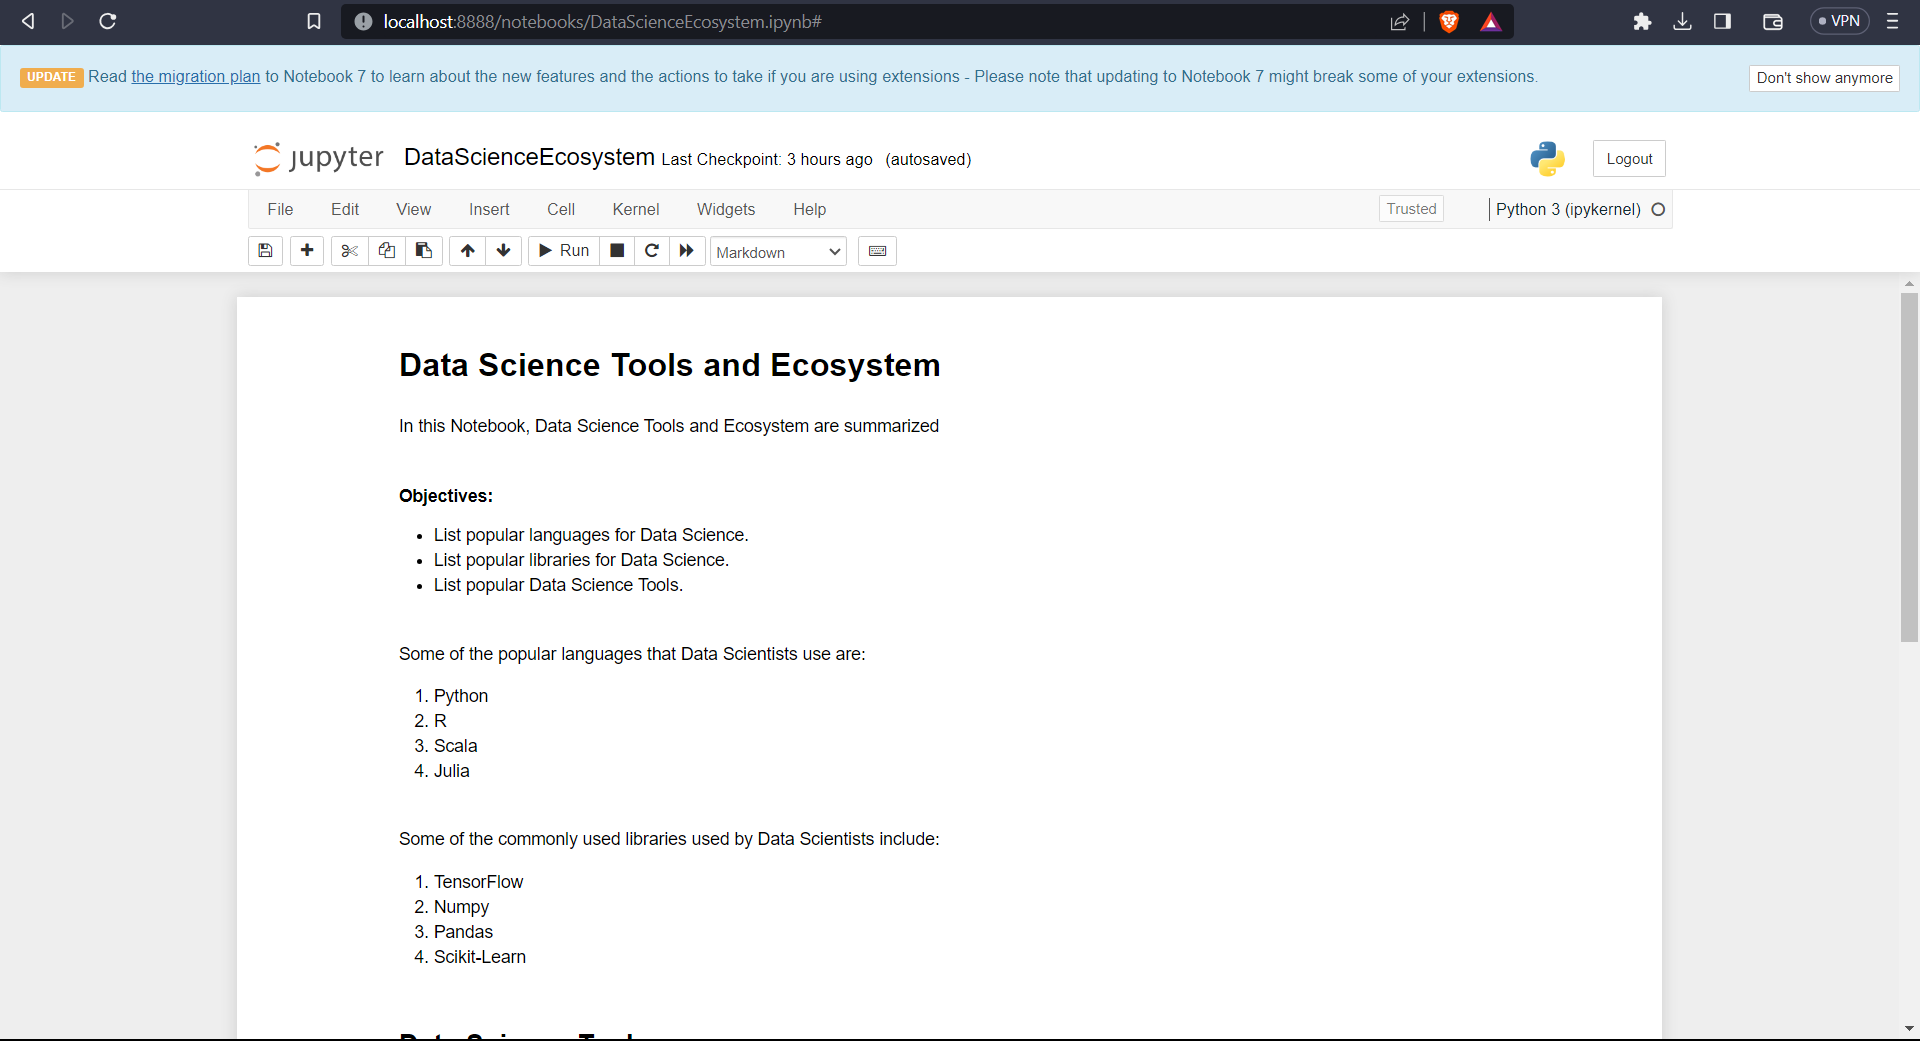 localhost:8888/notebooks/DataScienceEcosystem.ipynb#
VPN
UPDATE Read the migration plan to Notebook 7 to learn about the new features and the actions to take if you are using extensions - Please note that updating to Notebook 7 might break some of your extensions.
Don't show anymore
jupyter DataScienceEcosystem Last Checkpoint: 3 hours ago (autosaved)
Logout
File Edit View Insert Cell Kernel Widgets Help
Trusted
Python 3 (ipykernel)
Run
Markdown
Data Science Tools and Ecosystem
In this Notebook, Data Science Tools and Ecosystem are summarized
Objectives:
• List popular languages for Data Science.
• List popular libraries for Data Science.
• List popular Data Science Tools.
Some of the popular languages that Data Scientists use are:
1. Python
2. R
3. Scala
4. Julia
Some of the commonly used libraries used by Data Scientists include:
1. TensorFlow
2. Numpy
3. Pandas
4. Scikit-Learn